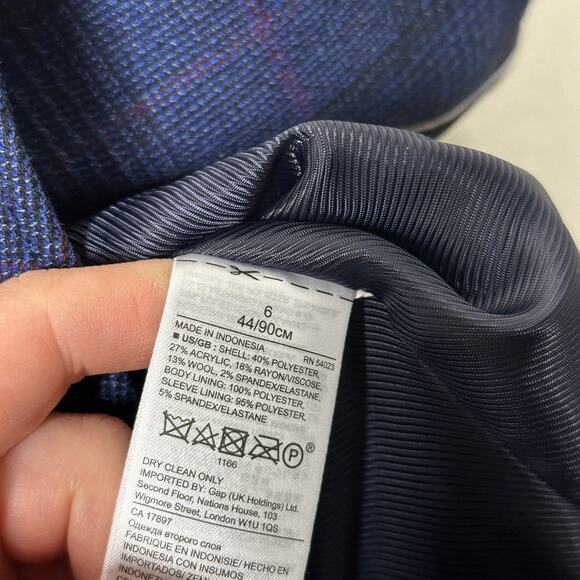 6
44/90CM
MADE IN INDONESIA RN 54023
■ US/GB : SHELL: 40% POLYESTER,
27% ACRYLIC, 18% RAYON/VISCOSE,
13% WOOL, 2% SPANDEX/ELASTANE.
BODY LINING: 100% POLYESTER.
SLEEVE LINING: 95% POLYESTER,
5% SPANDEX/ELASTANE
P ®
1166
DRY CLEAN ONLY
IMPORTED BY: Gap (UK Holdings) Ltd.
Second Floor, Nations House, 103
Wigmore Street, London W1U 1QS
CA 17897
Одежда второго слоя
FABRIQUE EN INDONESIE/ HECHO EN
INDONESIA CON INSUMOS
IMPORTADOS/